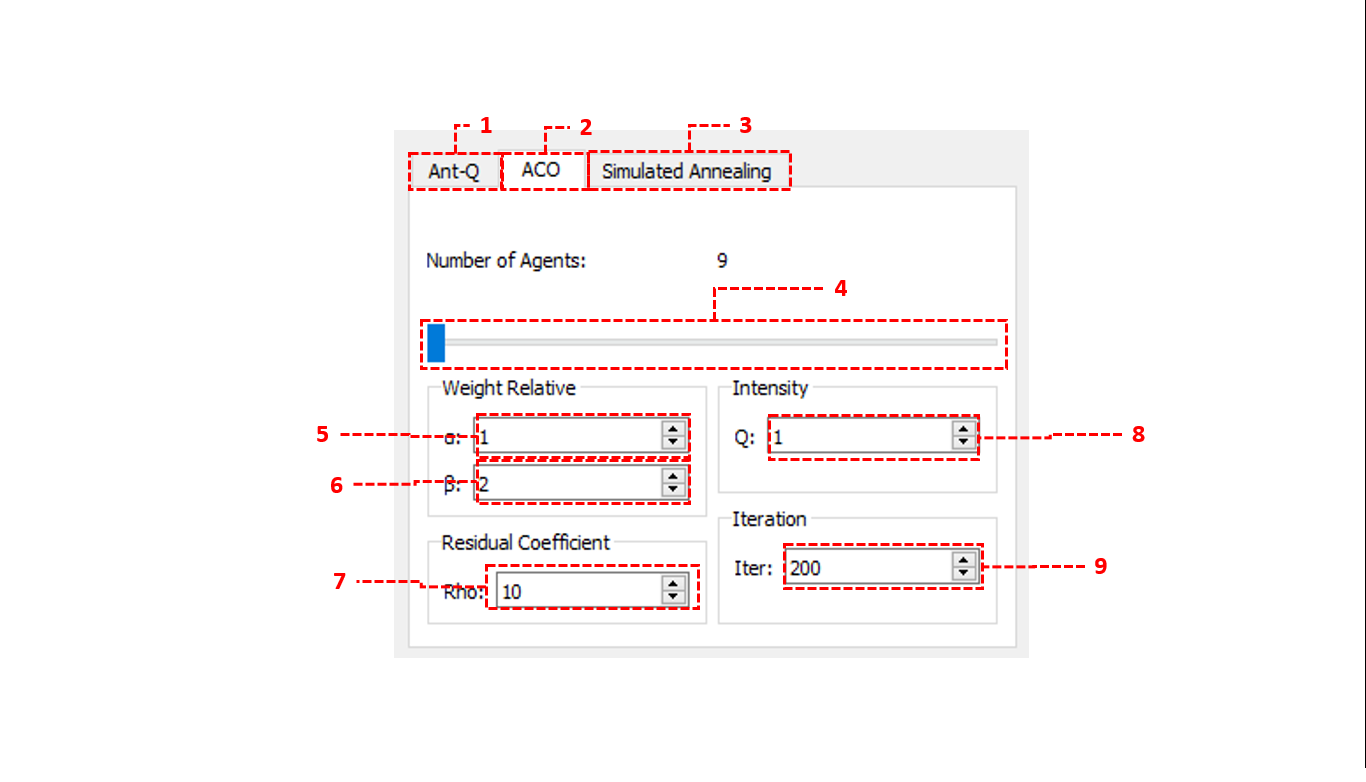 1 2 3
Ant-Q ACO Simulated Annealing
Number of Agents: 9
4
Weight Relative
5 α: 1
6 β: 2
Intensity
Q: 1 8
Residual Coefficient
7 Rho: 10
Iteration
Iter: 200 9